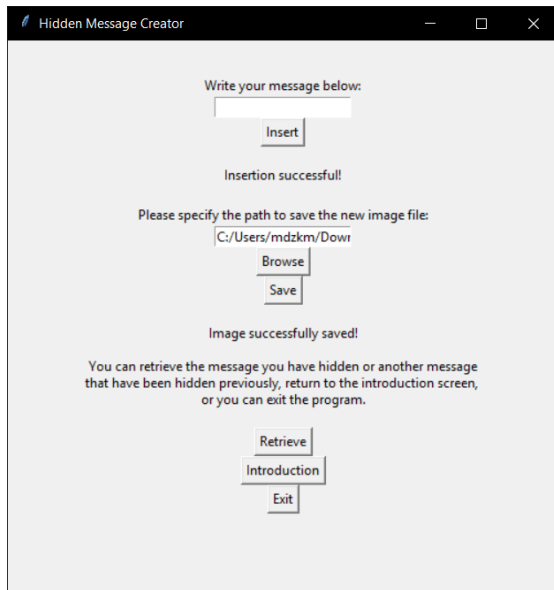 Hidden Message Creator
Write your message below:
Insert
Insertion successful!
Please specify the path to save the new image file:
C:/Users/mdzkm/Dowr
Browse
Save
Image successfully saved!
You can retrieve the message you have hidden or another message
that have been hidden previously, return to the introduction screen,
or you can exit the program.
Retrieve
Introduction
Exit